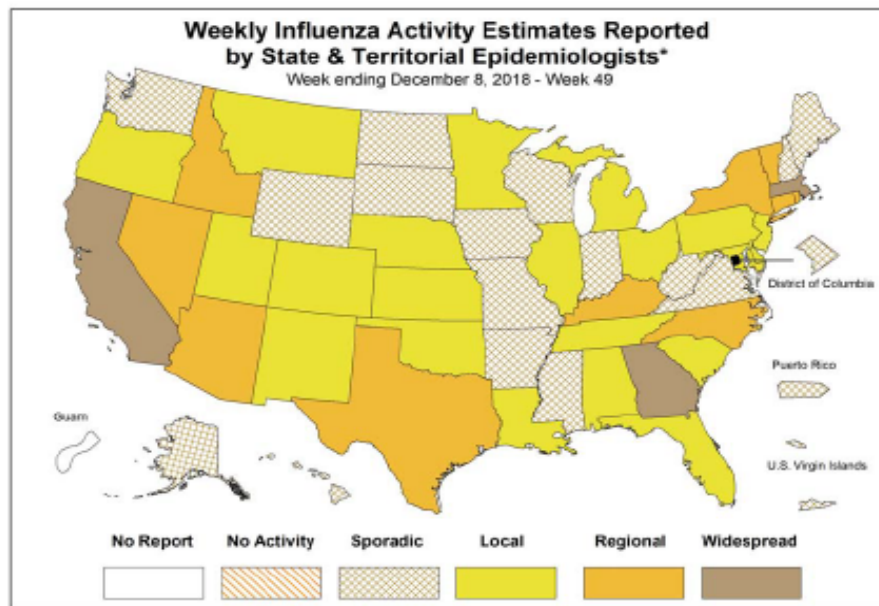 Weekly Influenza Activity Estimates Reported
by State & Territorial Epidemiologists*
Week ending December 8, 2018 - Week 49
District of Columbia
Puerto Rico
Guam
U.S. Virgin Islands
No Report No Activity Sporadic Local Regional Widespread